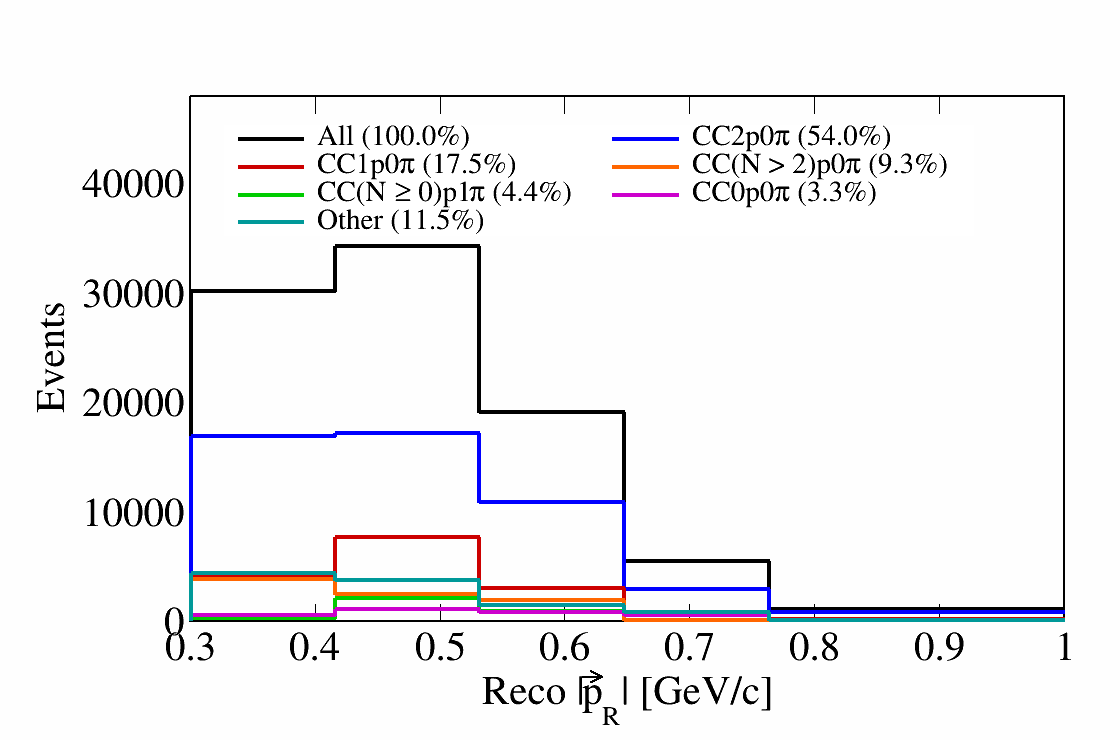 All (100.0%)
CC2p0π (54.0%)
CC1p0π (17.5%)
CC(N > 2)p0π (9.3%)
CC(N ≥ 0)p1π (4.4%)
CC0p0π (3.3%)
Other (11.5%)
40000
30000
20000
10000
0
Events
0.3 0.4 0.5 0.6 0.7 0.8 0.9 1
Reco |p⃗_R| [GeV/c]